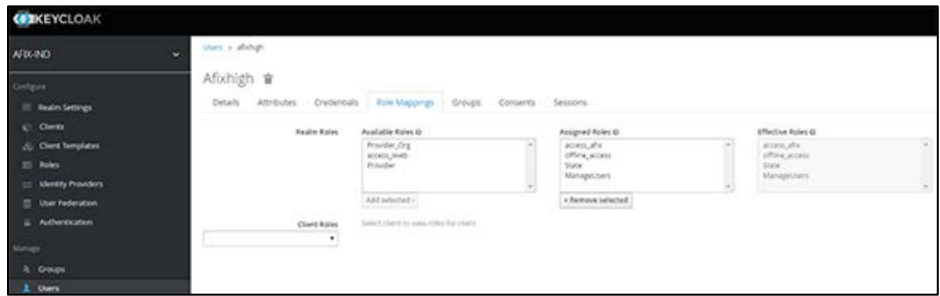 KEYCLOAK
AFIX-IND
Users > afixhigh
Configure
Afixhigh
Realm Settings
Clients
Client Templates
Roles
Identity Providers
User Federation
Authentication
Manage
Groups
Users
Details Attributes Credentials Role Mappings Groups Consents Sessions
Realm Roles
Available Roles
Provider_Org
access_iweb
Provider
Add selected »
Assigned Roles
access_afix
offline_access
State
ManageUsers
« Remove selected
Effective Roles
access_afix
offline_access
State
ManageUsers
Client Roles
Select client to view roles for client